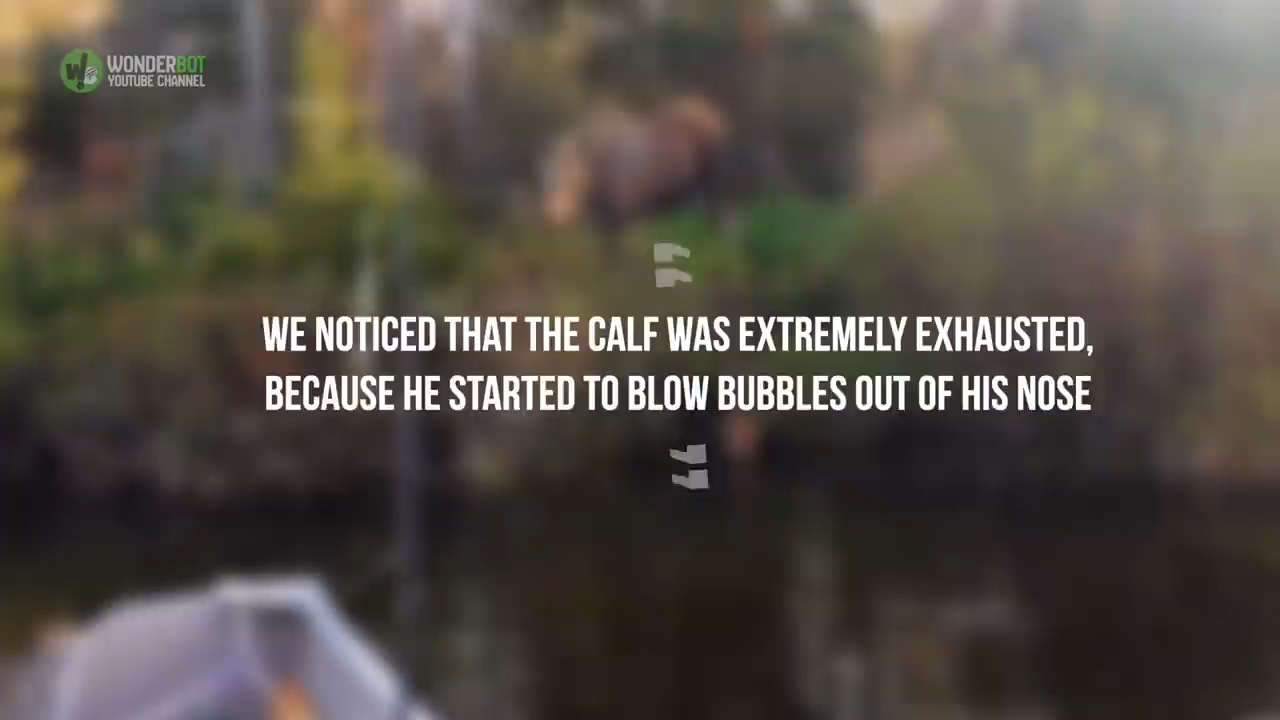 WONDERBOT
YOUTUBE CHANNEL
"
WE NOTICED THAT THE CALF WAS EXTREMELY EXHAUSTED,
BECAUSE HE STARTED TO BLOW BUBBLES OUT OF HIS NOSE
"